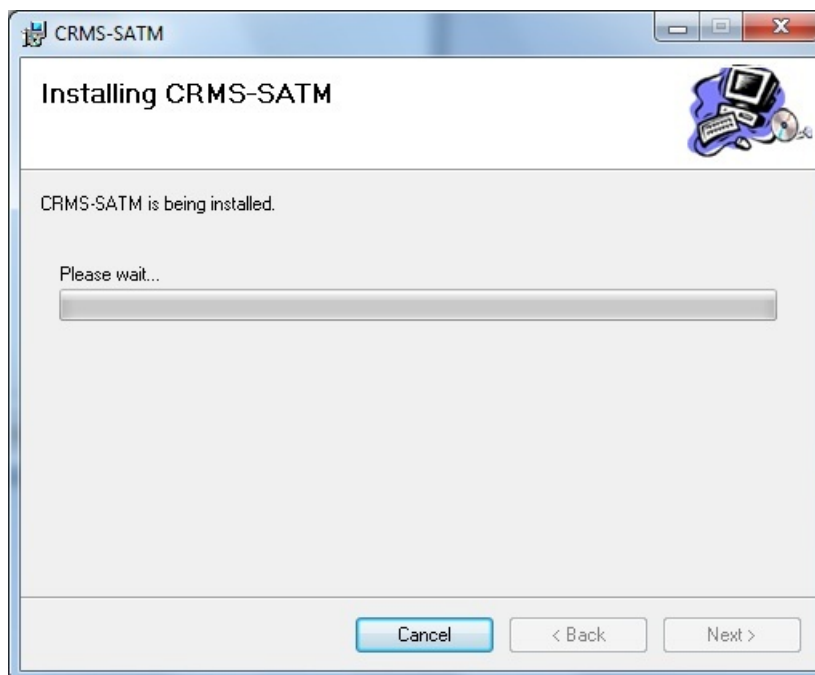 CRMS-SATM
Installing CRMS-SATM
CRMS-SATM is being installed.
Please wait...
Cancel
< Back
Next >